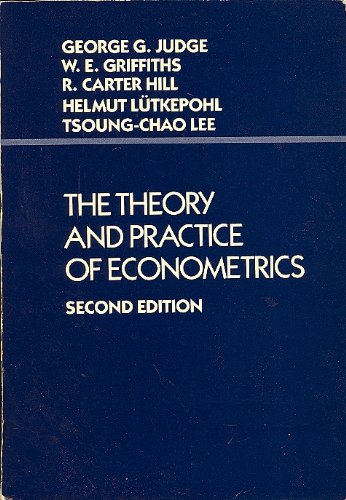 GEORGE G. JUDGE
W. E. GRIFFITHS
R. CARTER HILL
HELMUT LÜTKEPOHL
TSOUNG-CHAO LEE
THE THEORY
AND PRACTICE
OF ECONOMETRICS
SECOND EDITION